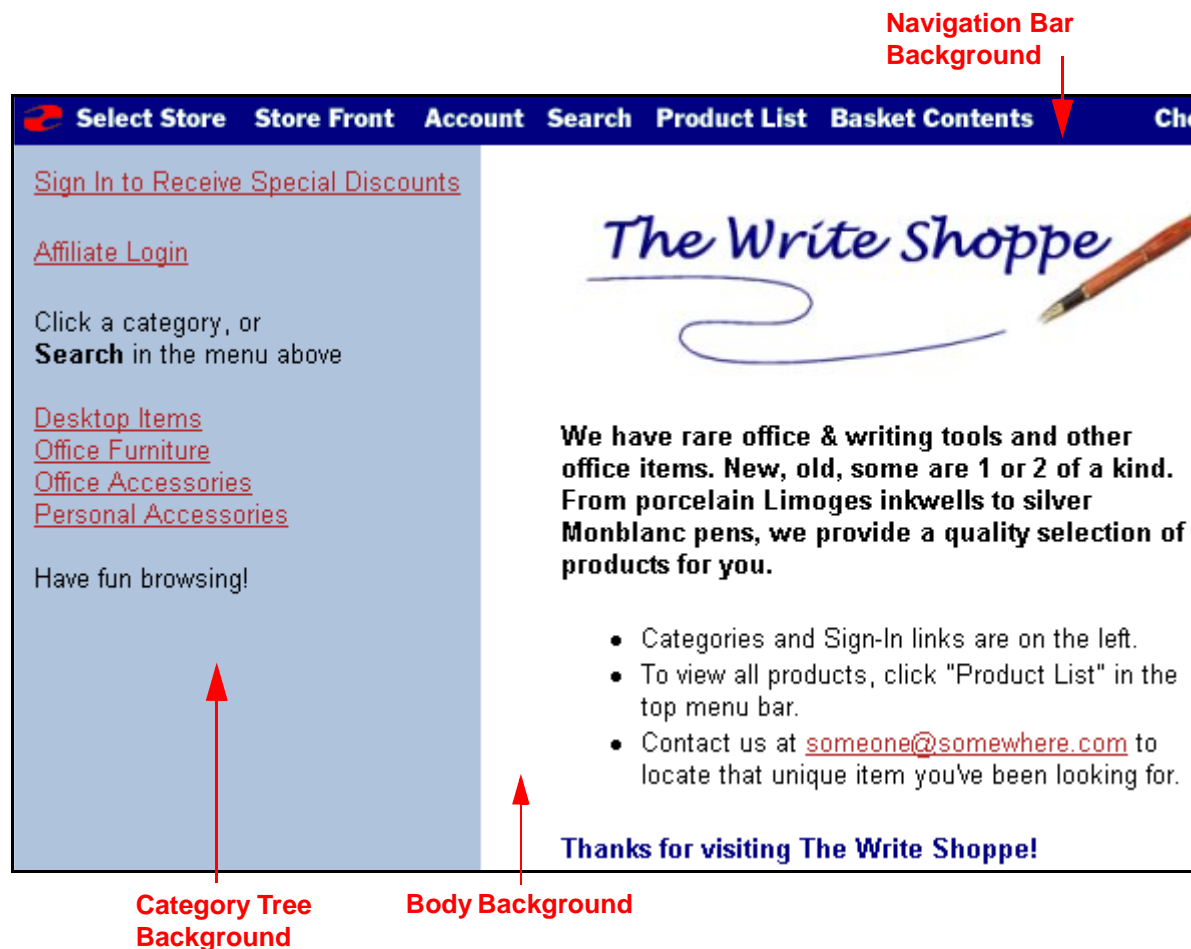 Navigation Bar
Background
Select Store Store Front Account Search Product List Basket Contents
Sign In to Receive Special Discounts
Affiliate Login
Click a category, or
Search in the menu above
Desktop Items
Office Furniture
Office Accessories
Personal Accessories
Have fun browsing!
The Write Shoppe
We have rare office & writing tools and other
office items. New, old, some are 1 or 2 of a kind.
From porcelain Limoges inkwells to silver
Monblanc pens, we provide a quality selection of
products for you.
• Categories and Sign-In links are on the left.
• To view all products, click "Product List" in the
top menu bar.
• Contact us at someone@somewhere.com to
locate that unique item you've been looking for.
Thanks for visiting The Write Shoppe!
Category Tree
Background
Body Background